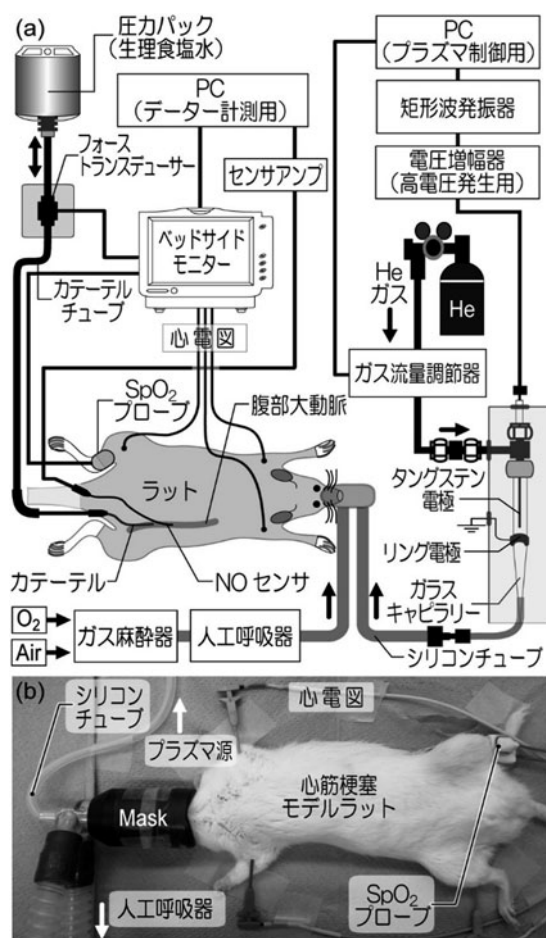 (a)
圧力パック
(生理食塩水)
フォース
トランスデューサー
カテーテル
チューブ
PC
(データー計測用)
センサアンプ
ベッドサイド
モニター
心電図
SpO2
プローブ
腹部大動脈
ラット
カテーテル
NOセンサ
O2
Air
ガス麻酔器
人工呼吸器
PC
(プラズマ制御用)
矩形波発振器
電圧増幅器
(高電圧発生用)
He
ガス
He
ガス流量調節器
タングステン
電極
リング電極
ガラス
キャピラリー
シリコンチューブ
(b)
シリコン
チューブ
プラズマ源
心電図
Mask
心筋梗塞
モデルラット
人工呼吸器
SpO2
プローブ